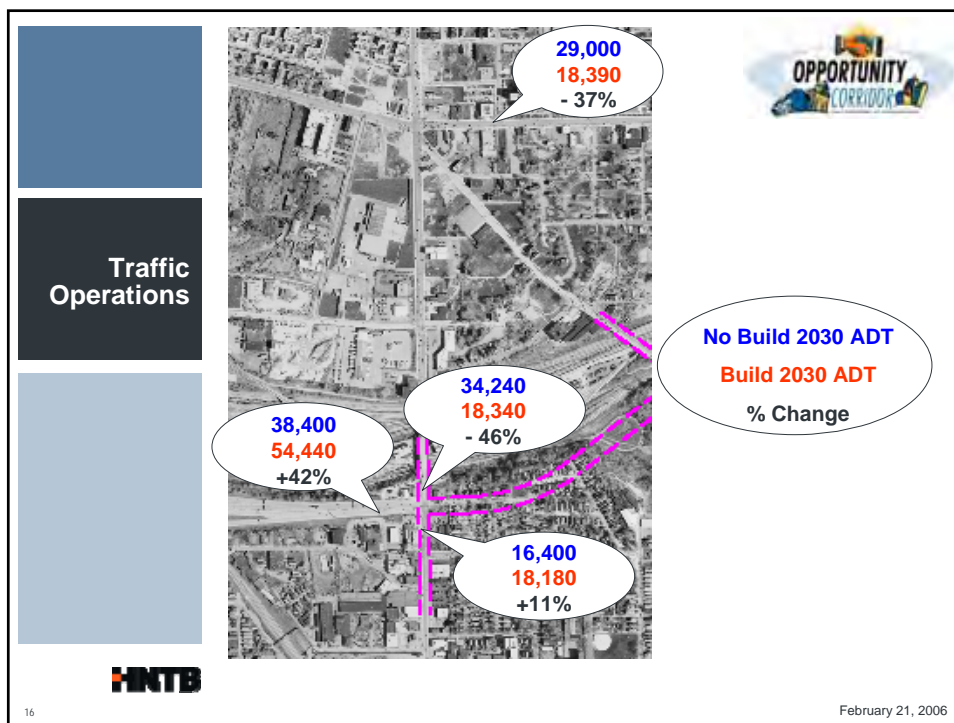 29,000
18,390
- 37%
OPPORTUNITY
CORRIDOR
Traffic
Operations
No Build 2030 ADT
Build 2030 ADT
% Change
34,240
18,340
- 46%
38,400
54,440
+42%
16,400
18,180
+11%
HNTB
16
February 21, 2006